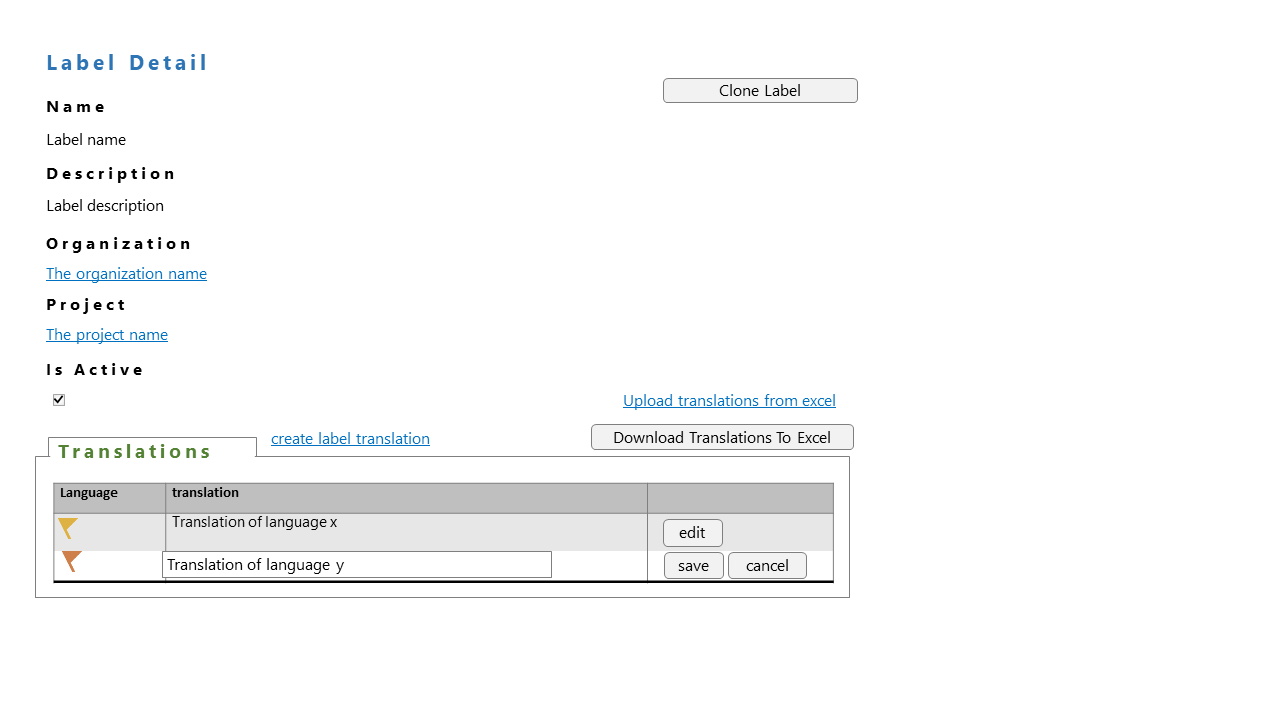 Label Detail
Clone Label
Name
Label name
Description
Label description
Organization
The organization name
Project
The project name
Is Active
Upload translations from excel
create label translation
Download Translations To Excel
Translations
Language translation
Translation of language x edit
Translation of language y save cancel